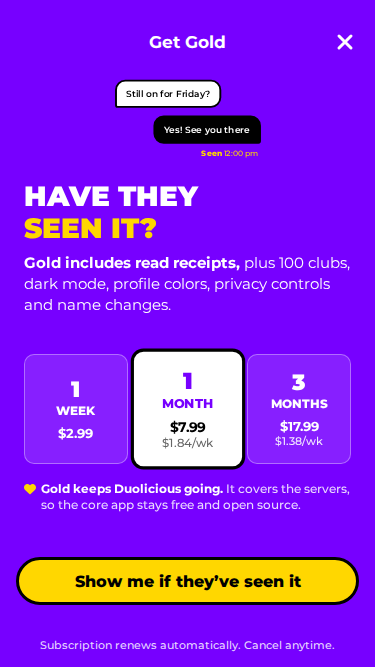 Get Gold
Still on for Friday?
Yes! See you there
Seen 12:00 pm
HAVE THEY
SEEN IT?
Gold includes read receipts, plus 100 clubs,
dark mode, profile colors, privacy controls
and name changes.
1
WEEK
$2.99
1
MONTH
$7.99
$1.84/wk
3
MONTHS
$17.99
$1.38/wk
Gold keeps Duolicious going. It covers the servers,
so the core app stays free and open source.
Show me if they’ve seen it
Subscription renews automatically. Cancel anytime.